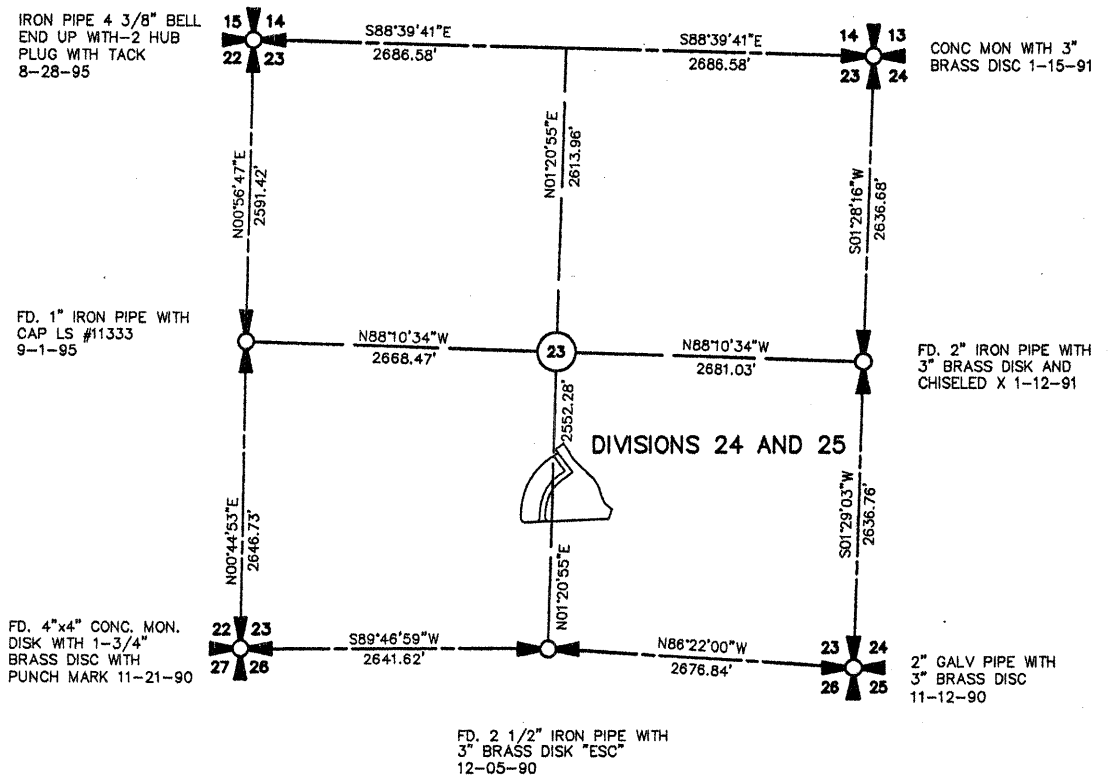 IRON PIPE 4 3/8" BELL
END UP WITH-2 HUB
PLUG WITH TACK
8-28-95
15 14
22 23
S88°39'41"E
2686.58'
S88°39'41"E
2686.58'
14 13
23 24
CONC MON WITH 3"
BRASS DISC 1-15-91
N00°56'47"E
2591.42'
N01°20'55"E
2613.96'
S01°28'16"W
2636.68'
FD. 1" IRON PIPE WITH
CAP LS #11333
9-1-95
N88°10'34"W
2668.47'
23
N88°10'34"W
2681.03'
FD. 2" IRON PIPE WITH
3" BRASS DISK AND
CHISELED X 1-12-91
2552.28'
DIVISIONS 24 AND 25
N00°44'53"E
2646.73'
N01°20'55"E
S01°29'03"W
2636.76'
FD. 4"x4" CONC. MON.
DISK WITH 1-3/4"
BRASS DISC WITH
PUNCH MARK 11-21-90
22 23
27 26
S89°46'59"W
2641.62'
N86°22'00"W
2676.84'
23 24
26 25
2" GALV PIPE WITH
3" BRASS DISC
11-12-90
FD. 2 1/2" IRON PIPE WITH
3" BRASS DISK "ESC"
12-05-90